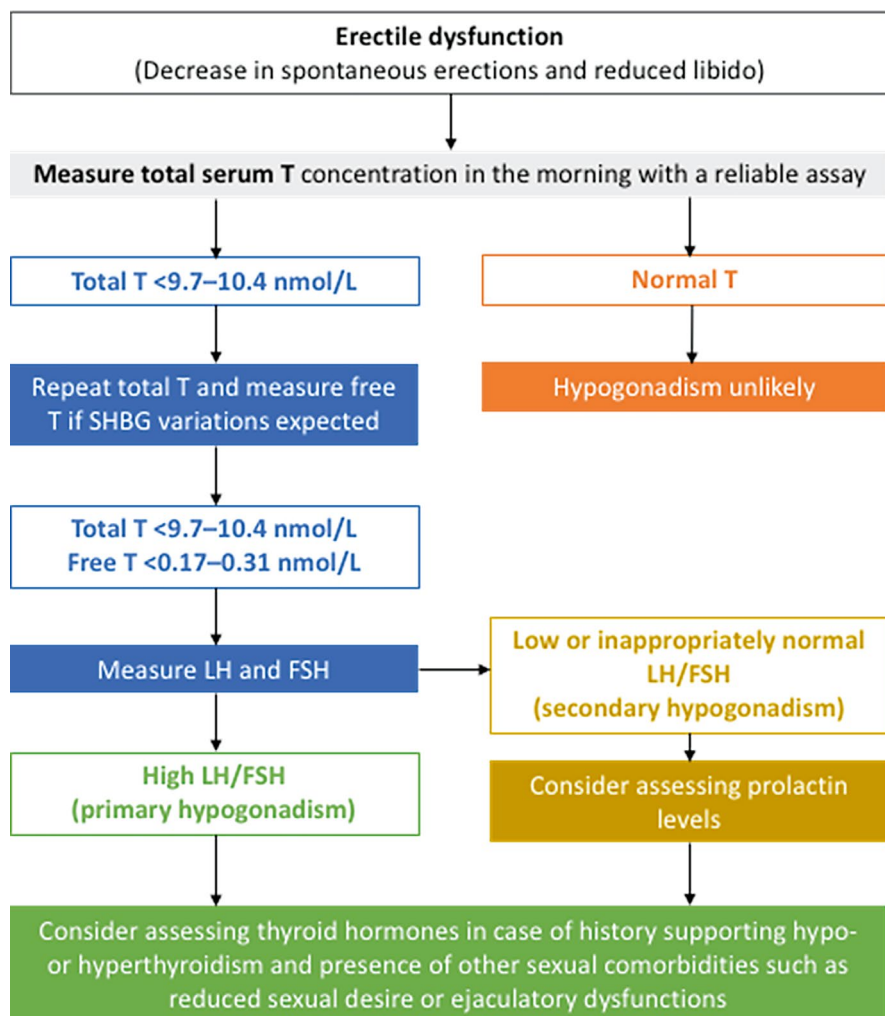 Erectile dysfunction
(Decrease in spontaneous erections and reduced libido)
Measure total serum T concentration in the morning with a reliable assay
Total T <9.7–10.4 nmol/L
Normal T
Repeat total T and measure free
T if SHBG variations expected
Hypogonadism unlikely
Total T <9.7–10.4 nmol/L
Free T <0.17–0.31 nmol/L
Measure LH and FSH
Low or inappropriately normal
LH/FSH
(secondary hypogonadism)
High LH/FSH
(primary hypogonadism)
Consider assessing prolactin
levels
Consider assessing thyroid hormones in case of history supporting hypo-
or hyperthyroidism and presence of other sexual comorbidities such as
reduced sexual desire or ejaculatory dysfunctions